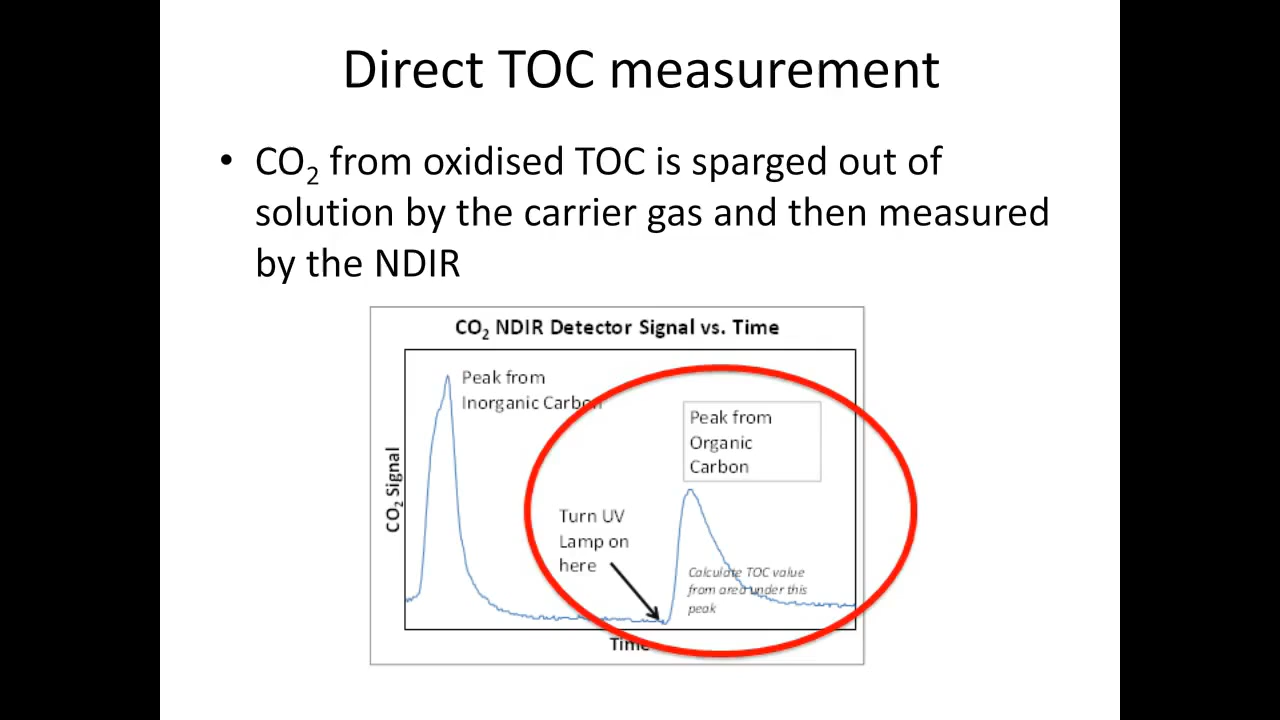 Direct TOC measurement
• CO₂ from oxidised TOC is sparged out of
solution by the carrier gas and then measured
by the NDIR
CO₂ NDIR Detector Signal vs. Time
Peak from
Inorganic Carbon
Peak from
Organic
Carbon
Turn UV
Lamp on
here
Calculate TOC value
from area under this
peak
CO₂ Signal
Time